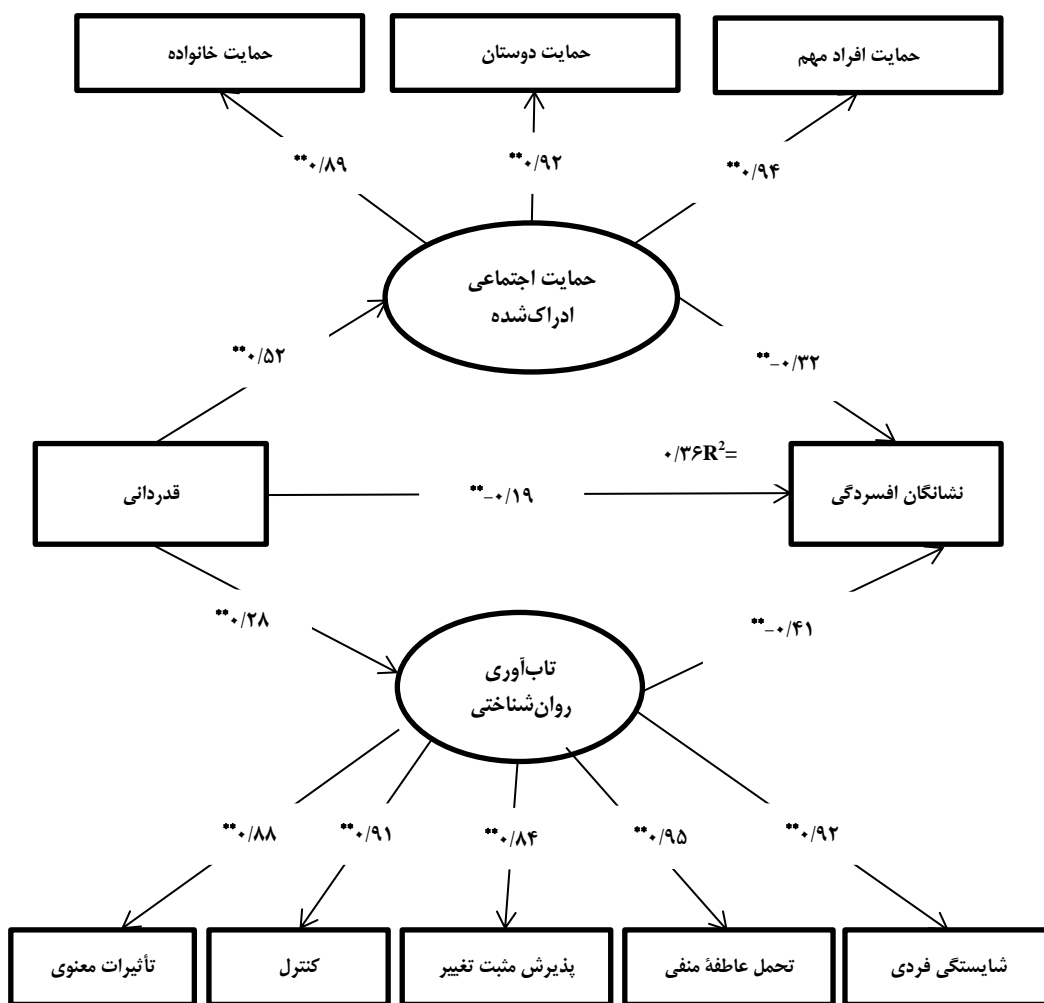 حمایت افراد مهم
حمایت دوستان
حمایت خانواده
**۰/۹۴
**۰/۹۲
**۰/۸۹
حمایت اجتماعی
ادراک‌شده
**۰/۵۲
**-۰/۳۲
۰/۳۶R²=
قدردانی
**-۰/۱۹
نشانگان افسردگی
**۰/۲۸
**-۰/۴۱
تاب‌آوری
روان‌شناختی
**۰/۹۲
**۰/۹۵
**۰/۸۴
**۰/۹۱
**۰/۸۸
شایستگی فردی
تحمل عاطفهٔ منفی
پذیرش مثبت تغییر
کنترل
تأثیرات معنوی